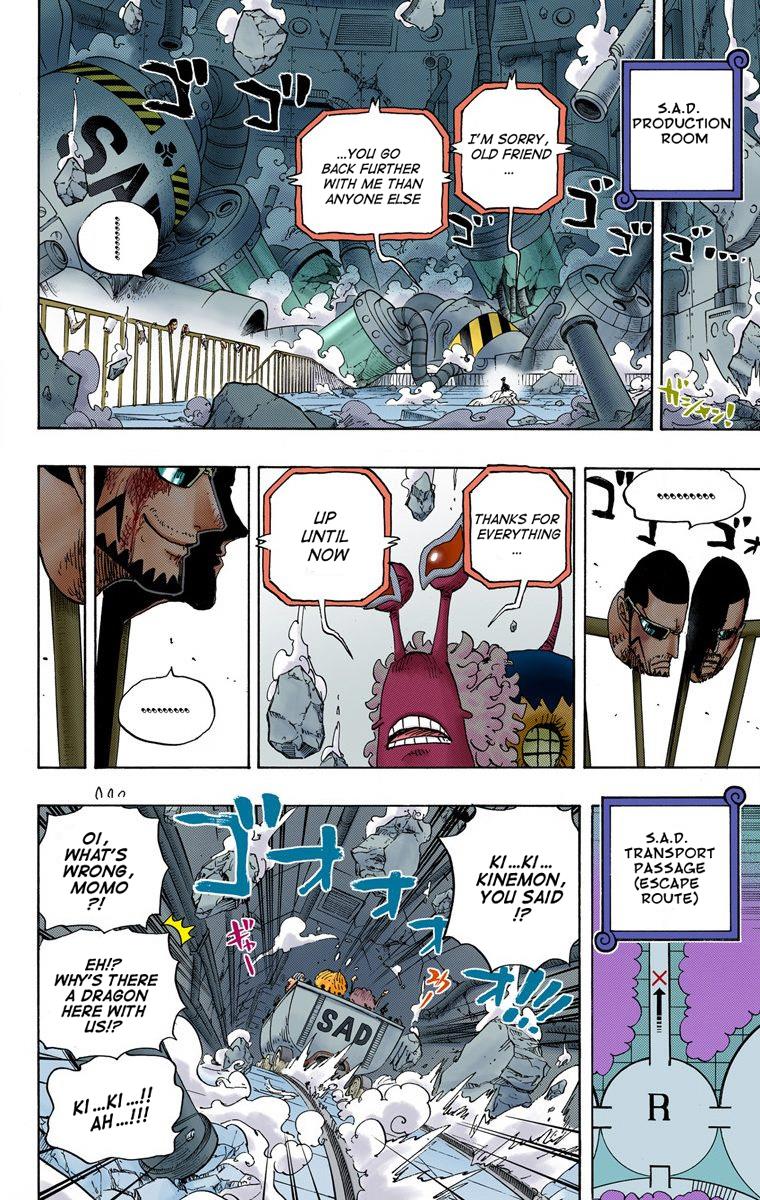 S.A.D.
PRODUCTION
ROOM
I'M SORRY,
OLD FRIEND
...
...YOU GO
BACK FURTHER
WITH ME THAN
ANYONE ELSE
..........
SAD
ゴ
ゴ
ゴ
ゴ
ゴ...
ガシャァン!
..........
ゴ
ゴ
THANKS FOR
EVERYTHING
...
UP
UNTIL
NOW
..........
S.A.D.
TRANSPORT
PASSAGE
(ESCAPE
ROUTE)
R
KI...KI...
KINEMON,
YOU SAID
!?
ゴオオオオ!!!
ギャー
SAD
OI,
WHAT'S
WRONG,
MOMO
?!
EH!?
WHY'S THERE
A DRAGON
HERE WITH
US!?
KI...KI...!!
AH...!!!